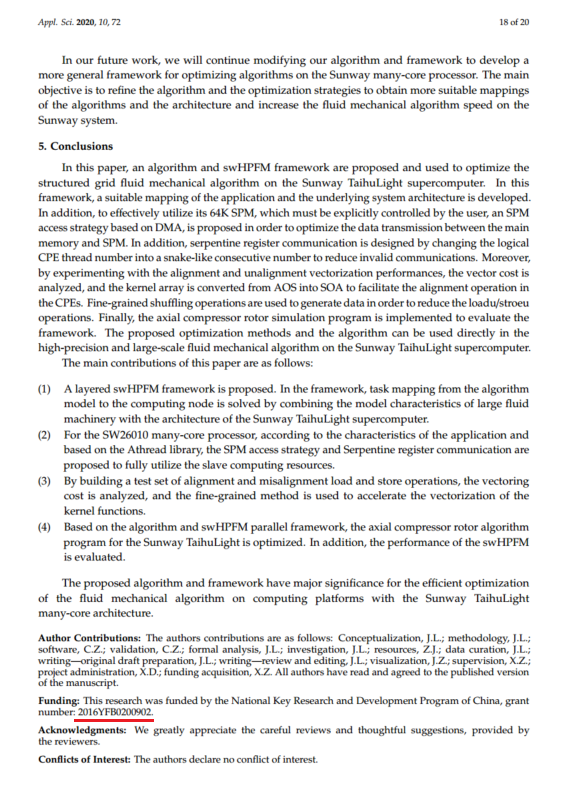 Appl. Sci. 2020, 10, 72
18 of 20
In our future work, we will continue modifying our algorithm and framework to develop a
more general framework for optimizing algorithms on the Sunway many-core processor. The main
objective is to refine the algorithm and the optimization strategies to obtain more suitable mappings
of the algorithms and the architecture and increase the fluid mechanical algorithm speed on the
Sunway system.
5. Conclusions
In this paper, an algorithm and swHPFM framework are proposed and used to optimize the
structured grid fluid mechanical algorithm on the Sunway TaihuLight supercomputer. In this
framework, a suitable mapping of the application and the underlying system architecture is developed.
In addition, to effectively utilize its 64K SPM, which must be explicitly controlled by the user, an SPM
access strategy based on DMA, is proposed in order to optimize the data transmission between the main
memory and SPM. In addition, serpentine register communication is designed by changing the logical
CPE thread number into a snake-like consecutive number to reduce invalid communications. Moreover,
by experimenting with the alignment and unalignment vectorization performances, the vector cost is
analyzed, and the kernel array is converted from AOS into SOA to facilitate the alignment operation in
the CPEs. Fine-grained shuffling operations are used to generate data in order to reduce the loadu/stroeu
operations. Finally, the axial compressor rotor simulation program is implemented to evaluate the
framework. The proposed optimization methods and the algorithm can be used directly in the
high-precision and large-scale fluid mechanical algorithm on the Sunway TaihuLight supercomputer.
The main contributions of this paper are as follows:
(1) A layered swHPFM framework is proposed. In the framework, task mapping from the algorithm
model to the computing node is solved by combining the model characteristics of large fluid
machinery with the architecture of the Sunway TaihuLight supercomputer.
(2) For the SW26010 many-core processor, according to the characteristics of the application and
based on the Athread library, the SPM access strategy and Serpentine register communication are
proposed to fully utilize the slave computing resources.
(3) By building a test set of alignment and misalignment load and store operations, the vectoring
cost is analyzed, and the fine-grained method is used to accelerate the vectorization of the
kernel functions.
(4) Based on the algorithm and swHPFM parallel framework, the axial compressor rotor algorithm
program for the Sunway TaihuLight is optimized. In addition, the performance of the swHPFM
is evaluated.
The proposed algorithm and framework have major significance for the efficient optimization
of the fluid mechanical algorithm on computing platforms with the Sunway TaihuLight
many-core architecture.
Author Contributions: The authors contributions are as follows: Conceptualization, J.L.; methodology, J.L.;
software, C.Z.; validation, C.Z.; formal analysis, J.L.; investigation, J.L.; resources, Z.J.; data curation, J.L.;
writing—original draft preparation, J.L.; writing—review and editing, J.L.; visualization, J.Z.; supervision, X.Z.;
project administration, X.D.; funding acquisition, X.Z. All authors have read and agreed to the published version
of the manuscript.
Funding: This research was funded by the National Key Research and Development Program of China, grant
number: 2016YFB0200902.
Acknowledgments: We greatly appreciate the careful reviews and thoughtful suggestions, provided by
the reviewers.
Conflicts of Interest: The authors declare no conflict of interest.